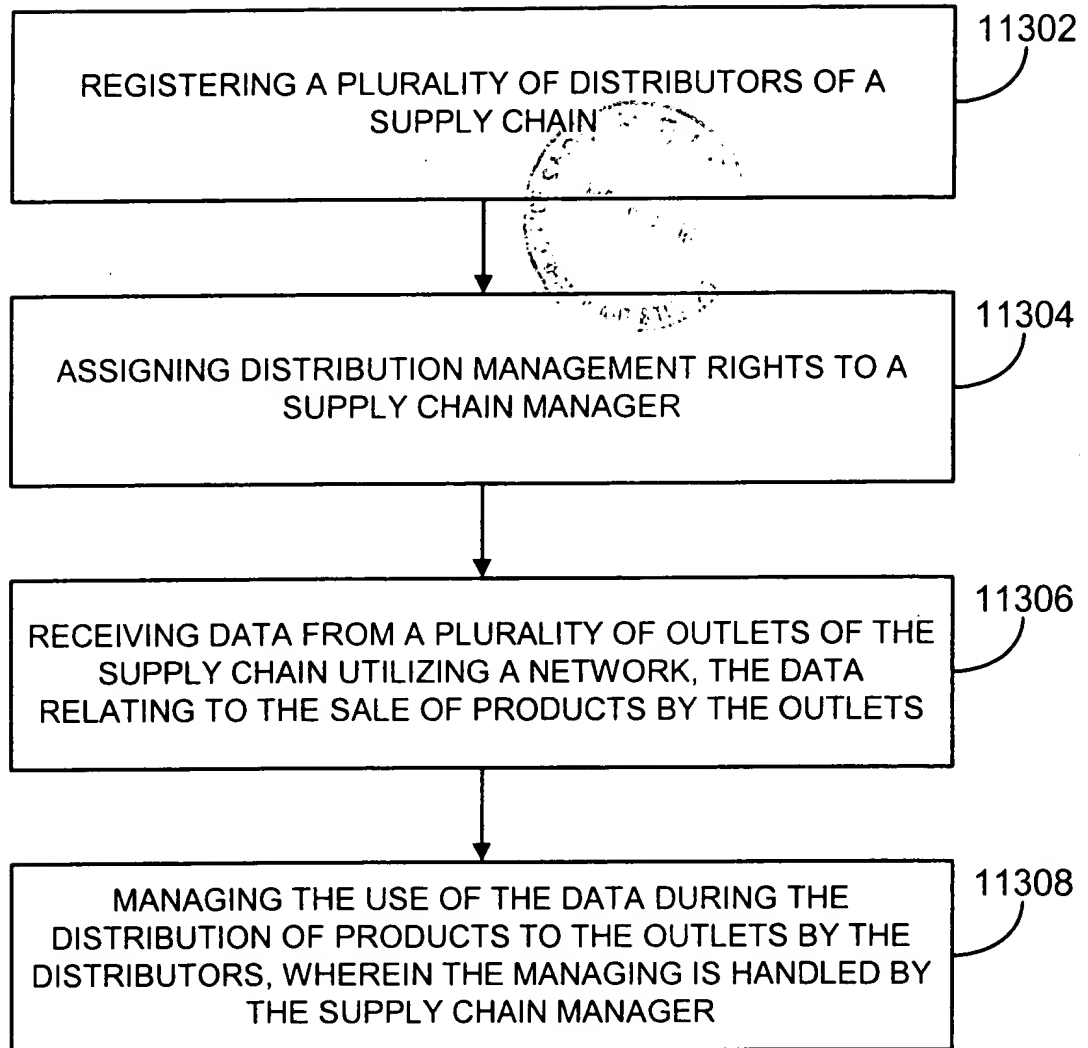 11302
REGISTERING A PLURALITY OF DISTRIBUTORS OF A
SUPPLY CHAIN
11304
ASSIGNING DISTRIBUTION MANAGEMENT RIGHTS TO A
SUPPLY CHAIN MANAGER
11306
RECEIVING DATA FROM A PLURALITY OF OUTLETS OF THE
SUPPLY CHAIN UTILIZING A NETWORK, THE DATA
RELATING TO THE SALE OF PRODUCTS BY THE OUTLETS
11308
MANAGING THE USE OF THE DATA DURING THE
DISTRIBUTION OF PRODUCTS TO THE OUTLETS BY THE
DISTRIBUTORS, WHEREIN THE MANAGING IS HANDLED BY
THE SUPPLY CHAIN MANAGER